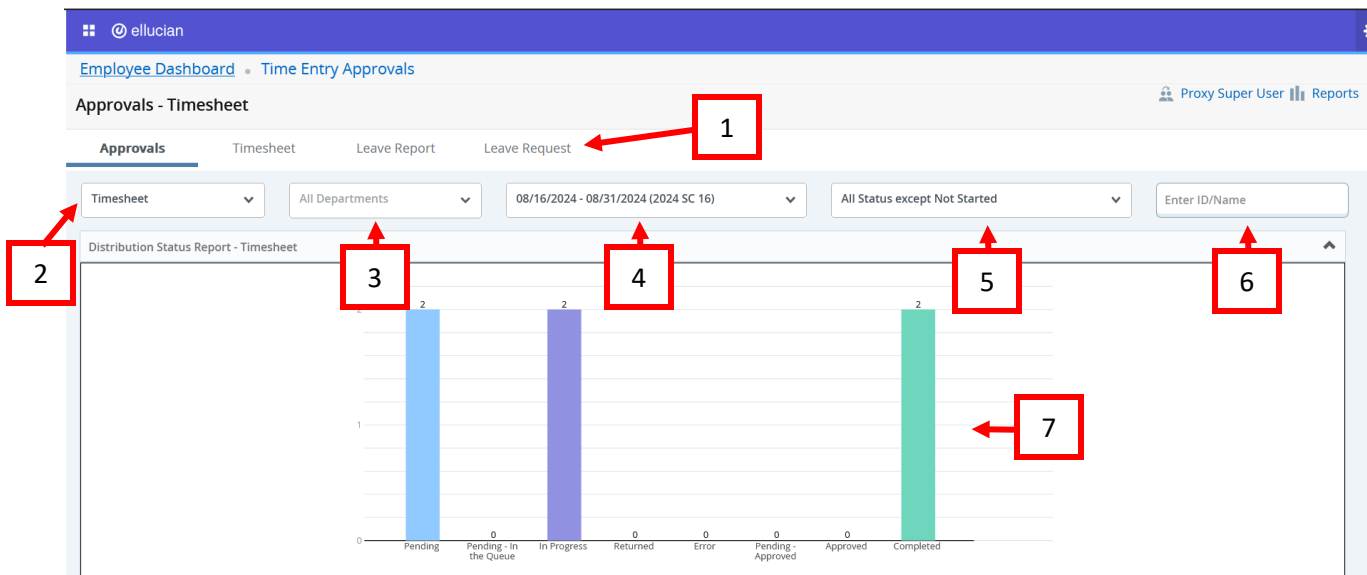 ellucian
Employee Dashboard • Time Entry Approvals
Approvals - Timesheet
Proxy Super User Reports
1
Approvals Timesheet Leave Report Leave Request
Timesheet All Departments 08/16/2024 - 08/31/2024 (2024 SC 16) All Status except Not Started Enter ID/Name
Distribution Status Report - Timesheet
2 3 4 5 6
2 2 2
2
7
1
0 0 0 0 0
0
Pending Pending - In the Queue In Progress Returned Error Pending - Approved Approved Completed